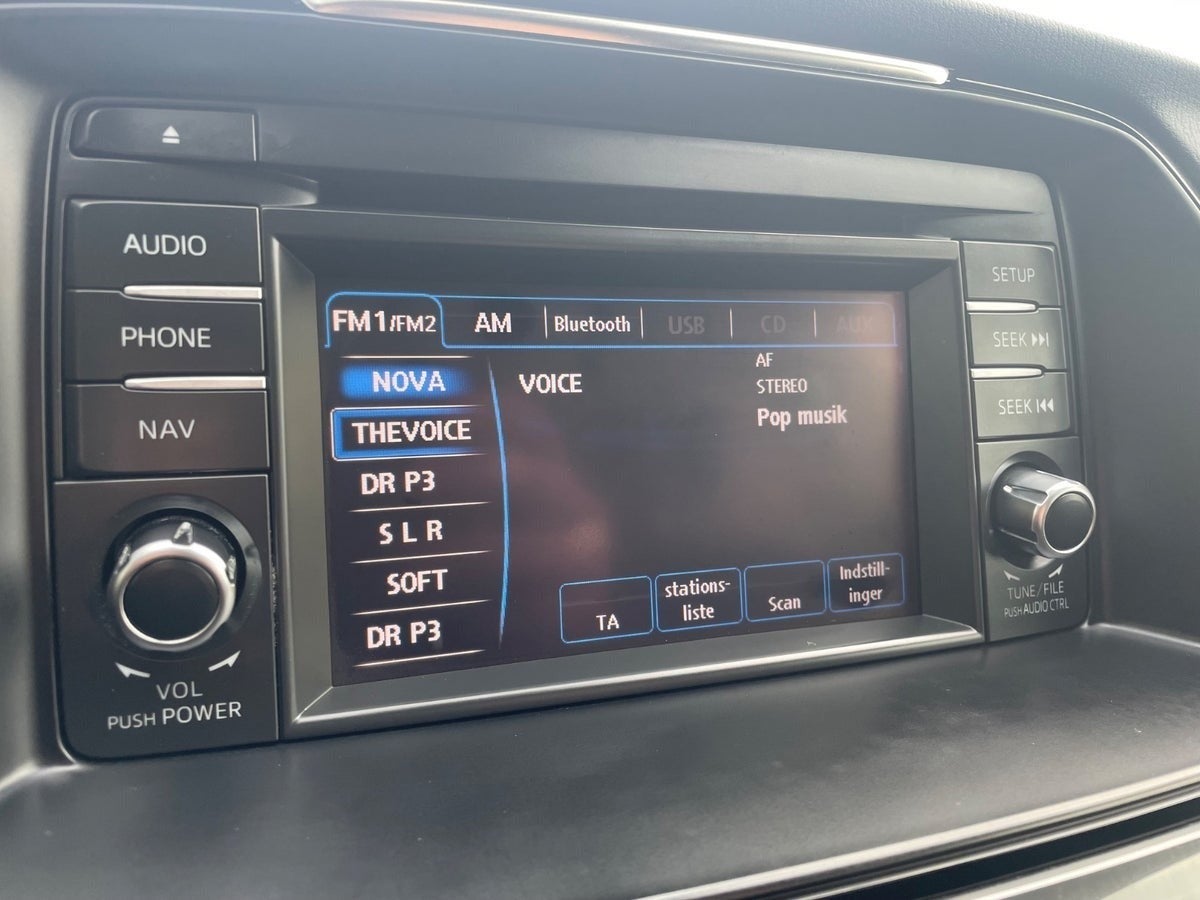 AUDIO
PHONE
NAV
VOL
PUSH POWER
FM1/FM2 AM Bluetooth USB CD AUX
NOVA
THEVOICE
DR P3
S L R
SOFT
DR P3
VOICE
AF
STEREO
Pop musik
TA
stations-
liste
Scan
Indstill-
inger
SETUP
SEEK
SEEK
TUNE/FILE
PUSH AUDIO CTRL